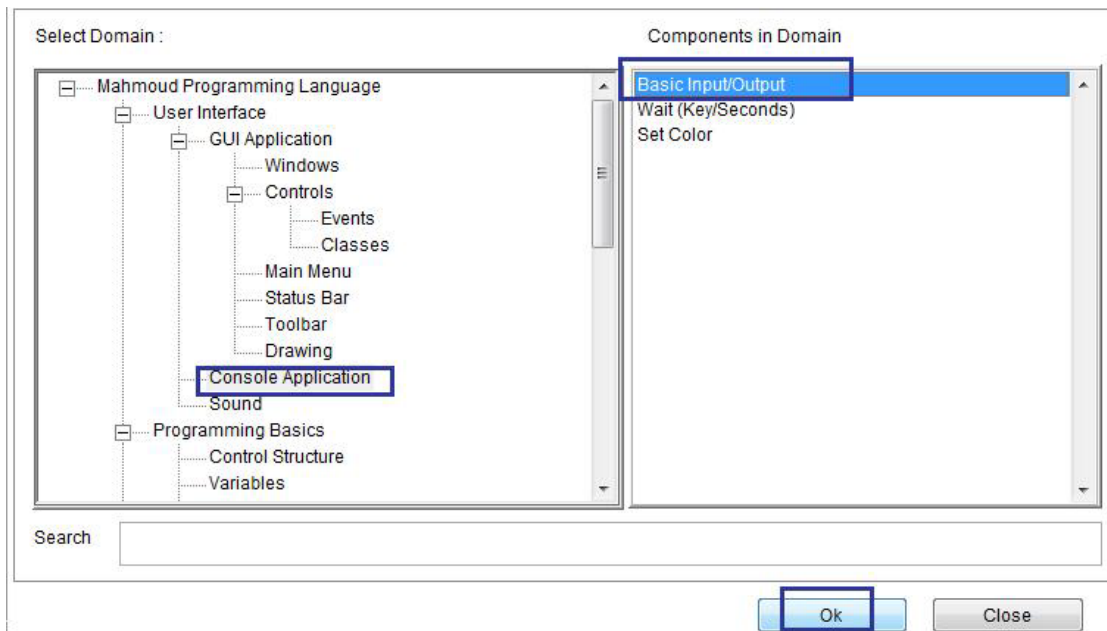 Select Domain :
Components in Domain
Mahmoud Programming Language
User Interface
GUI Application
Windows
Controls
Events
Classes
Main Menu
Status Bar
Toolbar
Drawing
Console Application
Sound
Programming Basics
Control Structure
Variables
Basic Input/Output
Wait (Key/Seconds)
Set Color
Search
Ok
Close